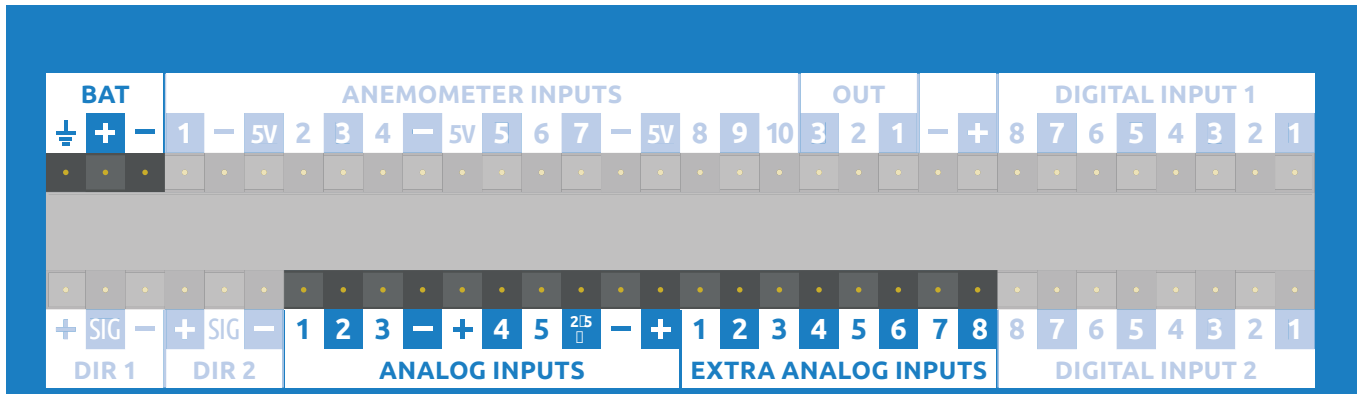 BAT ANEMOMETER INPUTS OUT DIGITAL INPUT 1
+ − 1 − 5V 2 3 4 − 5V 5 6 7 − 5V 8 9 10 3 2 1 − + 8 7 6 5 4 3 2 1
+ SIG − + SIG − 1 2 3 − + 4 5 − + 1 2 3 4 5 6 7 8 8 7 6 5 4 3 2 1
DIR 1 DIR 2 ANALOG INPUTS EXTRA ANALOG INPUTS DIGITAL INPUT 2